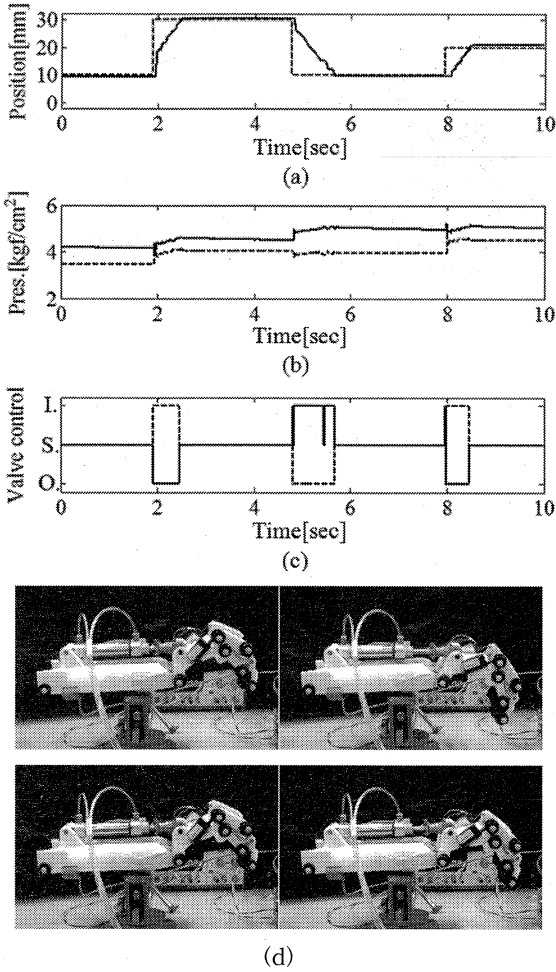 30
20
10
0
Position[mm]
0 2 4 6 8 10
Time[sec]
(a)
6
4
2
Pres.[kgf/cm²]
0 2 4 6 8 10
Time[sec]
(b)
I.
S.
O.
Valve control
0 2 4 6 8 10
Time[sec]
(c)
(d)